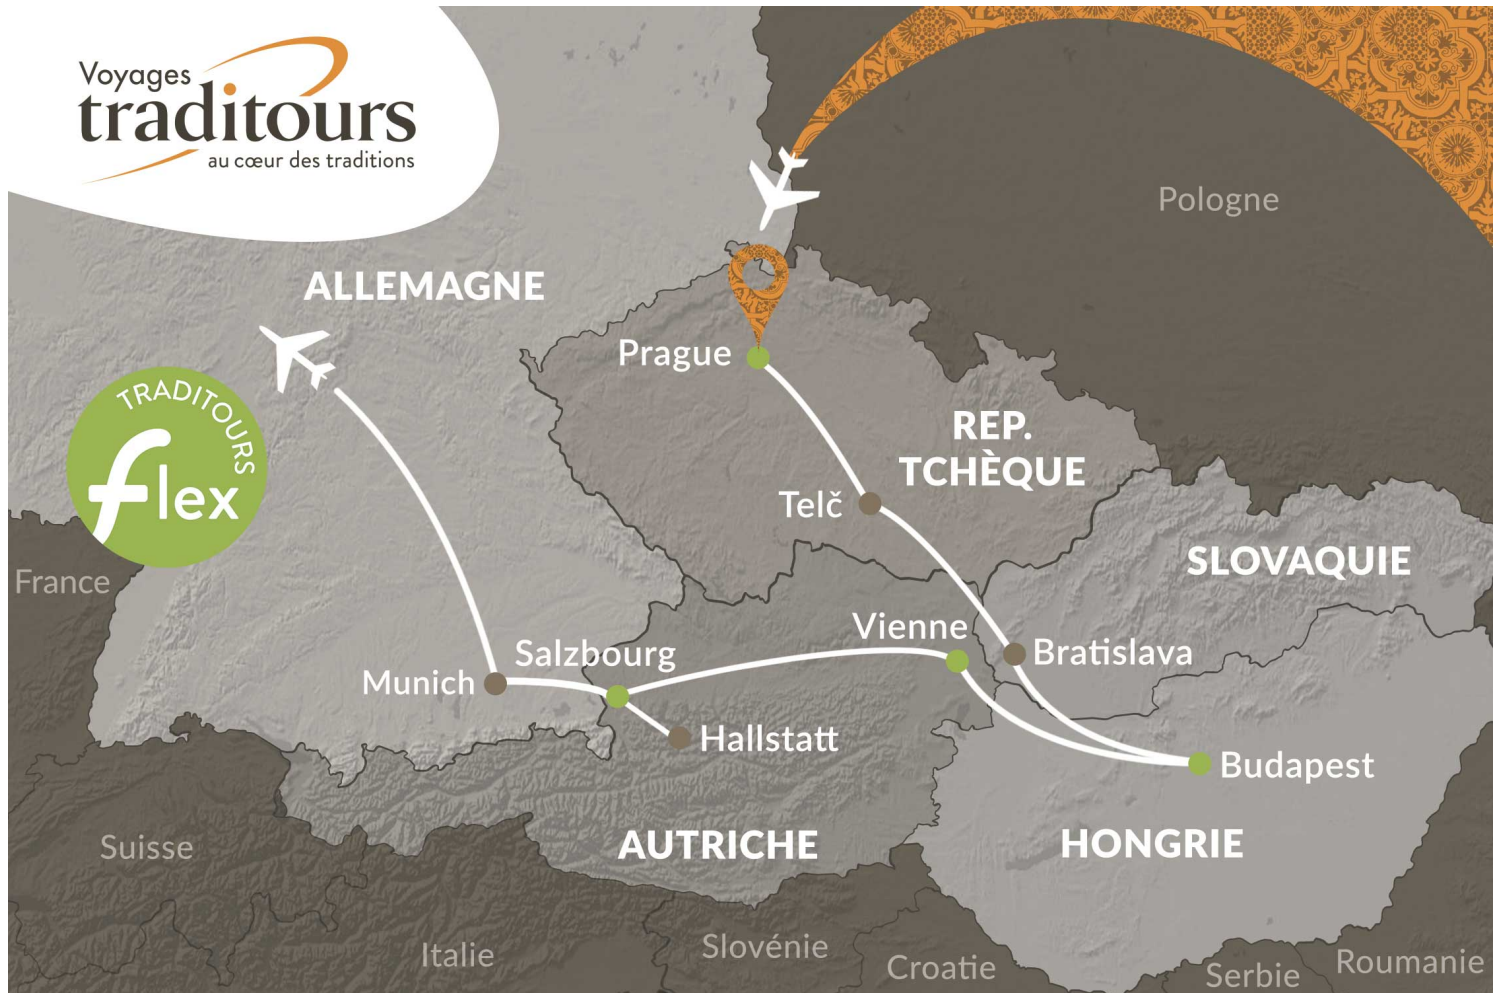 Voyages
traditours
au cœur des traditions
Pologne
ALLEMAGNE
Prague
TRADITOURS
flex
REP.
TCHÈQUE
Telč
SLOVAQUIE
France
Vienne
Salzbourg
Bratislava
Munich
Hallstatt
Budapest
Suisse
AUTRICHE
HONGRIE
Italie
Slovénie
Croatie
Serbie
Roumanie